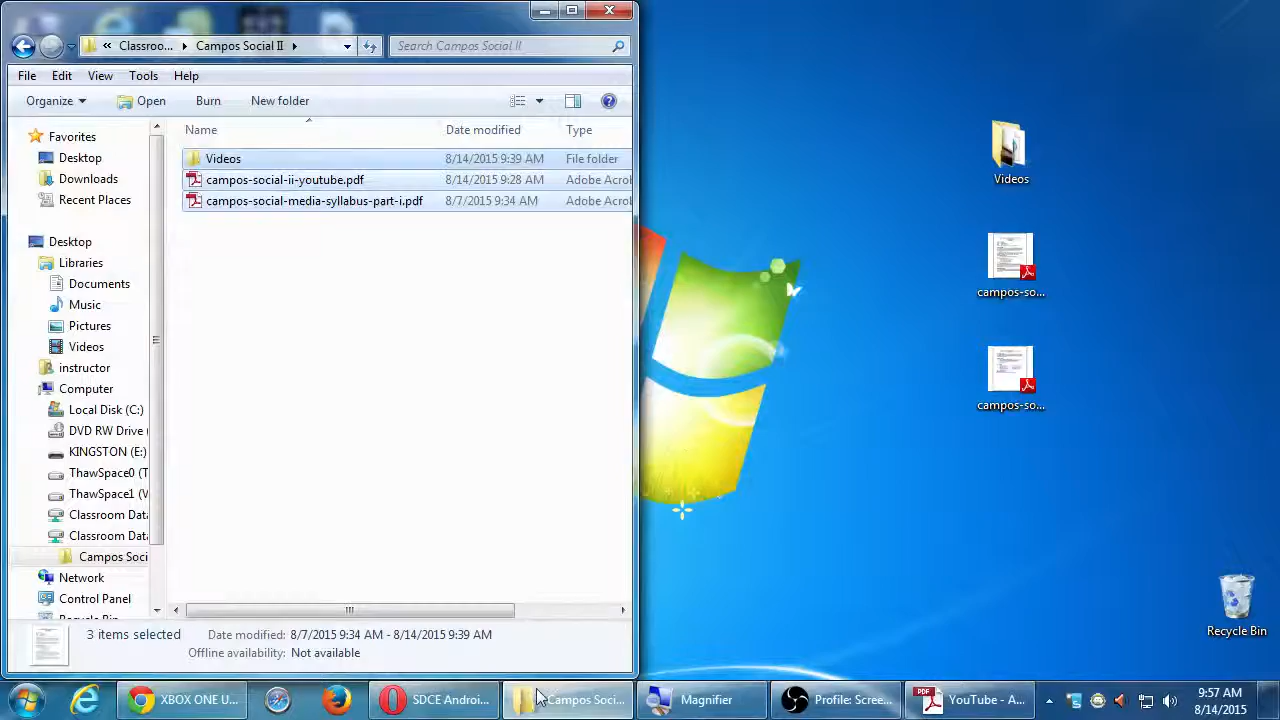 « Classroo... ▸ Campos Social II ▸
Search Campos Social II
File Edit View Tools Help
Organize Open Burn New folder
Name Date modified Type
Videos 8/14/2015 9:39 AM File folder
campos-social-ii-youtube.pdf 8/14/2015 9:28 AM Adobe Acrol
campos-social-media-syllabus-part-i.pdf 8/7/2015 9:34 AM Adobe Acrol
Favorites
Desktop
Downloads
Recent Places
Desktop
Libraries
Documents
Music
Pictures
Videos
instructor
Computer
Local Disk (C:)
DVD RW Drive (
KINGSTON (E:)
ThawSpace0 (T
ThawSpace1 (V
Classroom Dat
Classroom Dat
Campos Soci
Network
Control Panel
Recycle Bin
3 items selected Date modified: 8/7/2015 9:34 AM - 8/14/2015 9:39 AM
Offline availability: Not available
Videos
campos-so...
campos-so...
Recycle Bin
XBOX ONE U...
SDCE Androi...
Campos Soci...
Magnifier
Profile: Scree...
PDF
YouTube - A...
9:57 AM
8/14/2015